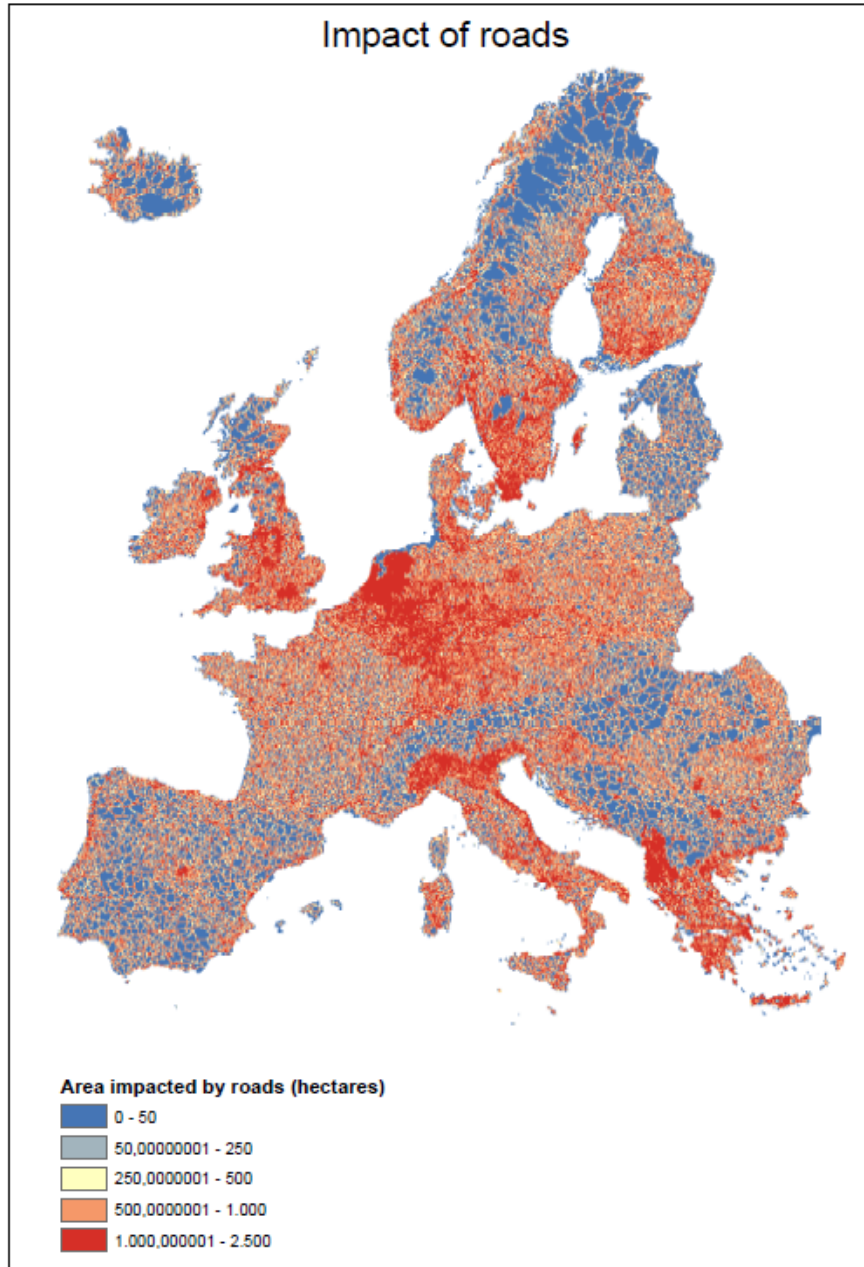 Impact of roads
Area impacted by roads (hectares)
0 - 50
50,00000001 - 250
250,0000001 - 500
500,0000001 - 1.000
1.000,000001 - 2.500